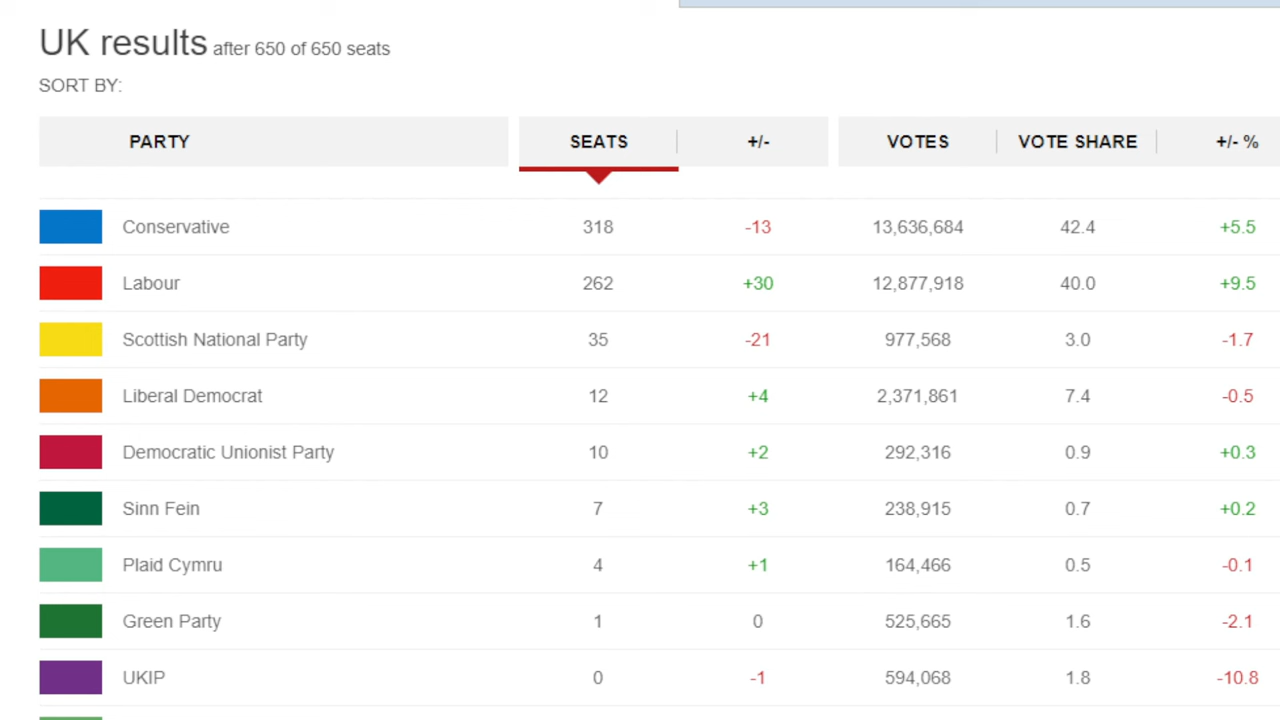 UK results after 650 of 650 seats
SORT BY:
PARTY SEATS +/- VOTES VOTE SHARE +/- %
Conservative 318 -13 13,636,684 42.4 +5.5
Labour 262 +30 12,877,918 40.0 +9.5
Scottish National Party 35 -21 977,568 3.0 -1.7
Liberal Democrat 12 +4 2,371,861 7.4 -0.5
Democratic Unionist Party 10 +2 292,316 0.9 +0.3
Sinn Fein 7 +3 238,915 0.7 +0.2
Plaid Cymru 4 +1 164,466 0.5 -0.1
Green Party 1 0 525,665 1.6 -2.1
UKIP 0 -1 594,068 1.8 -10.8